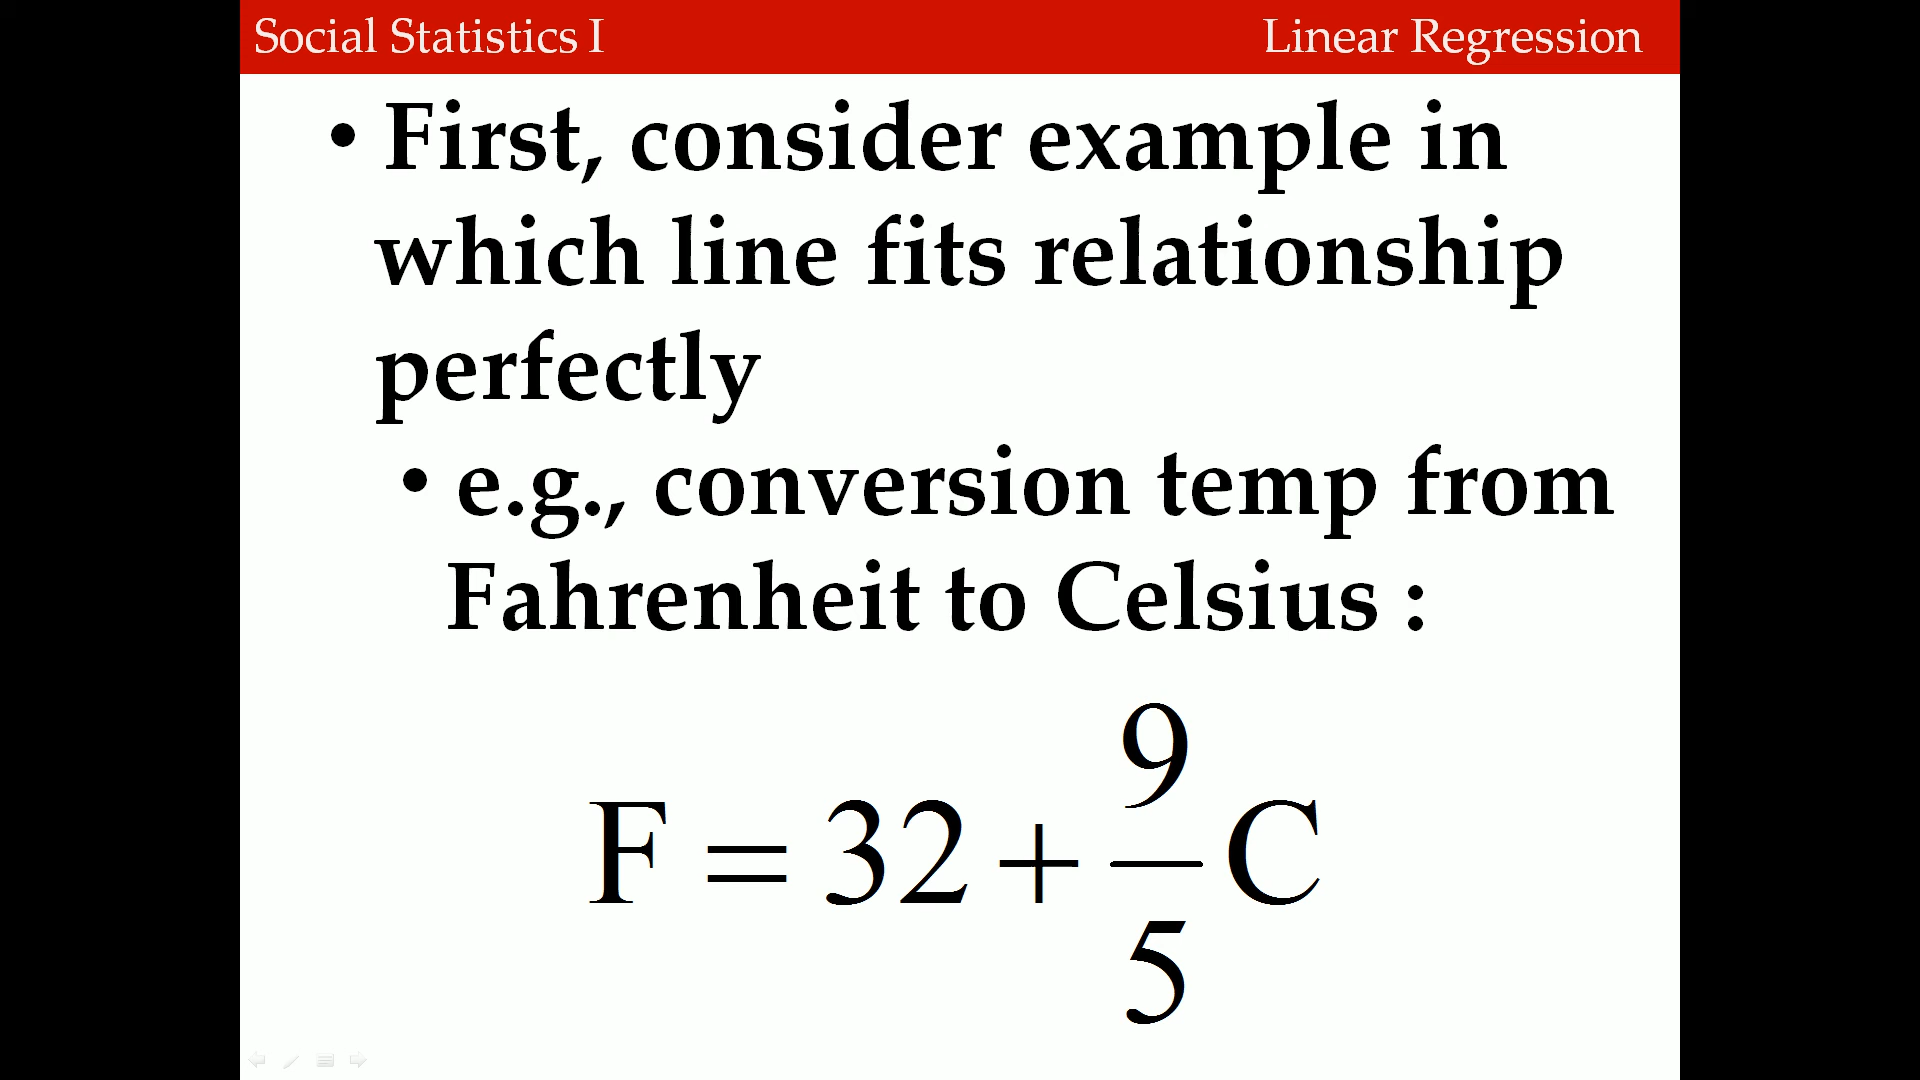 Social Statistics I Linear Regression
• First, consider example in
which line fits relationship
perfectly
• e.g., conversion temp from
Fahrenheit to Celsius :
F = 32 + 9/5 C